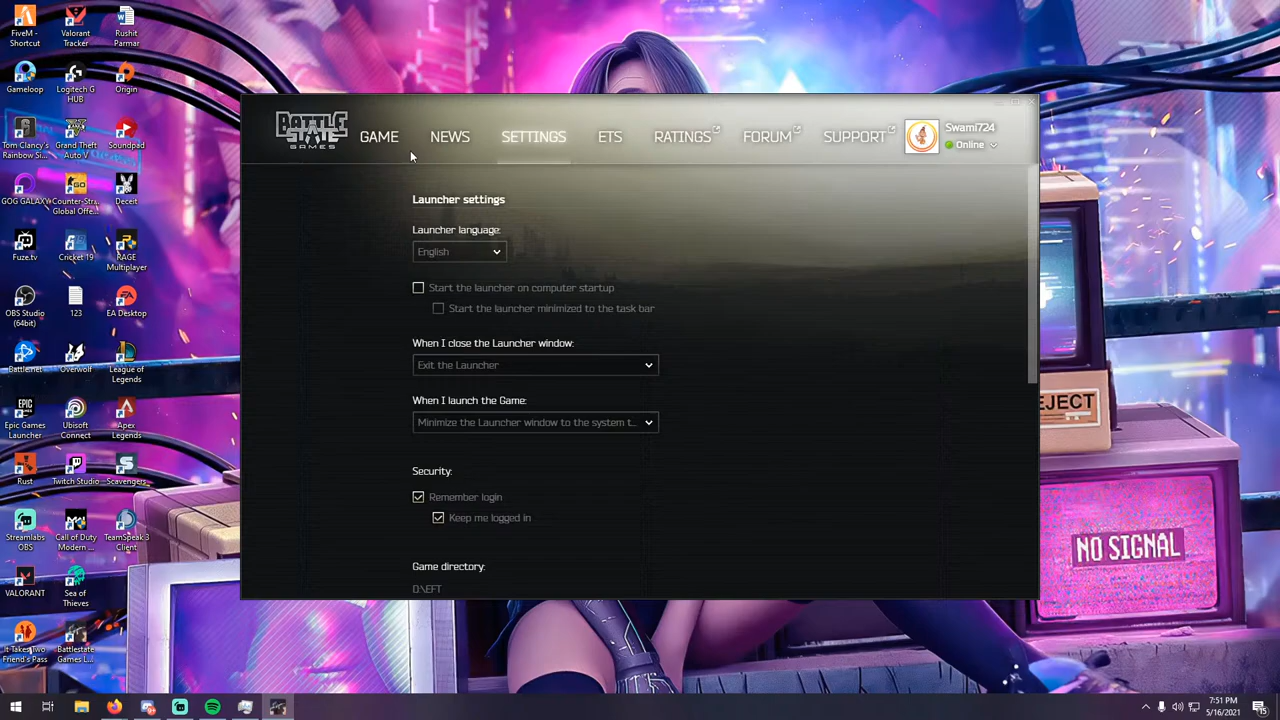 FiveM -
Shortcut
Valorant
Tracker
Rushit
Parmar
Gameloop
Logitech G
HUB
Origin
Tom Clancy's
Rainbow Si...
Grand Theft
Auto V
Soundpad
GOG GALAXY
Counter-Stra...
Global Offe...
Deceit
Fuze.tv
Cricket 19
RAGE
Multiplayer
OBS Studio
(64bit)
123
EA Desktop
Battle.net
Overwolf
League of
Legends
Epic Games
Launcher
Ubisoft
Connect
Apex
Legends
Rust
Twitch Studio
Scavengers
Streamlabs
OBS
Call of Duty
Modern ...
TeamSpeak 3
Client
VALORANT
Sea of
Thieves
It Takes Two
Friend's Pass
Battlestate
Games L...
BATTLE
STATE
GAMES
GAME
NEWS
SETTINGS
ETS
RATINGS
FORUM
SUPPORT
Swami724
Online
Launcher settings
Launcher language:
English
Start the launcher on computer startup
Start the launcher minimized to the task bar
When I close the Launcher window:
Exit the Launcher
When I launch the Game:
Minimize the Launcher window to the system t...
Security:
Remember login
Keep me logged in
Game directory:
D:\EFT
EJECT
NO SIGNAL
7:51 PM
5/16/2021
15